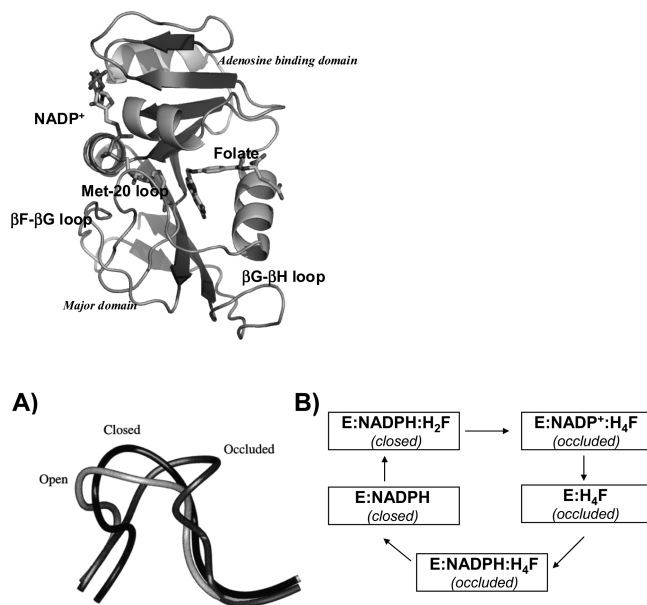 Adenosine binding domain
NADP⁺
Folate
Met-20 loop
βF-βG loop
βG-βH loop
Major domain
A)
Closed
Occluded
Open
B)
E:NADPH:H₂F
(closed)
E:NADP⁺:H₄F
(occluded)
E:NADPH
(closed)
E:H₄F
(occluded)
E:NADPH:H₄F
(occluded)